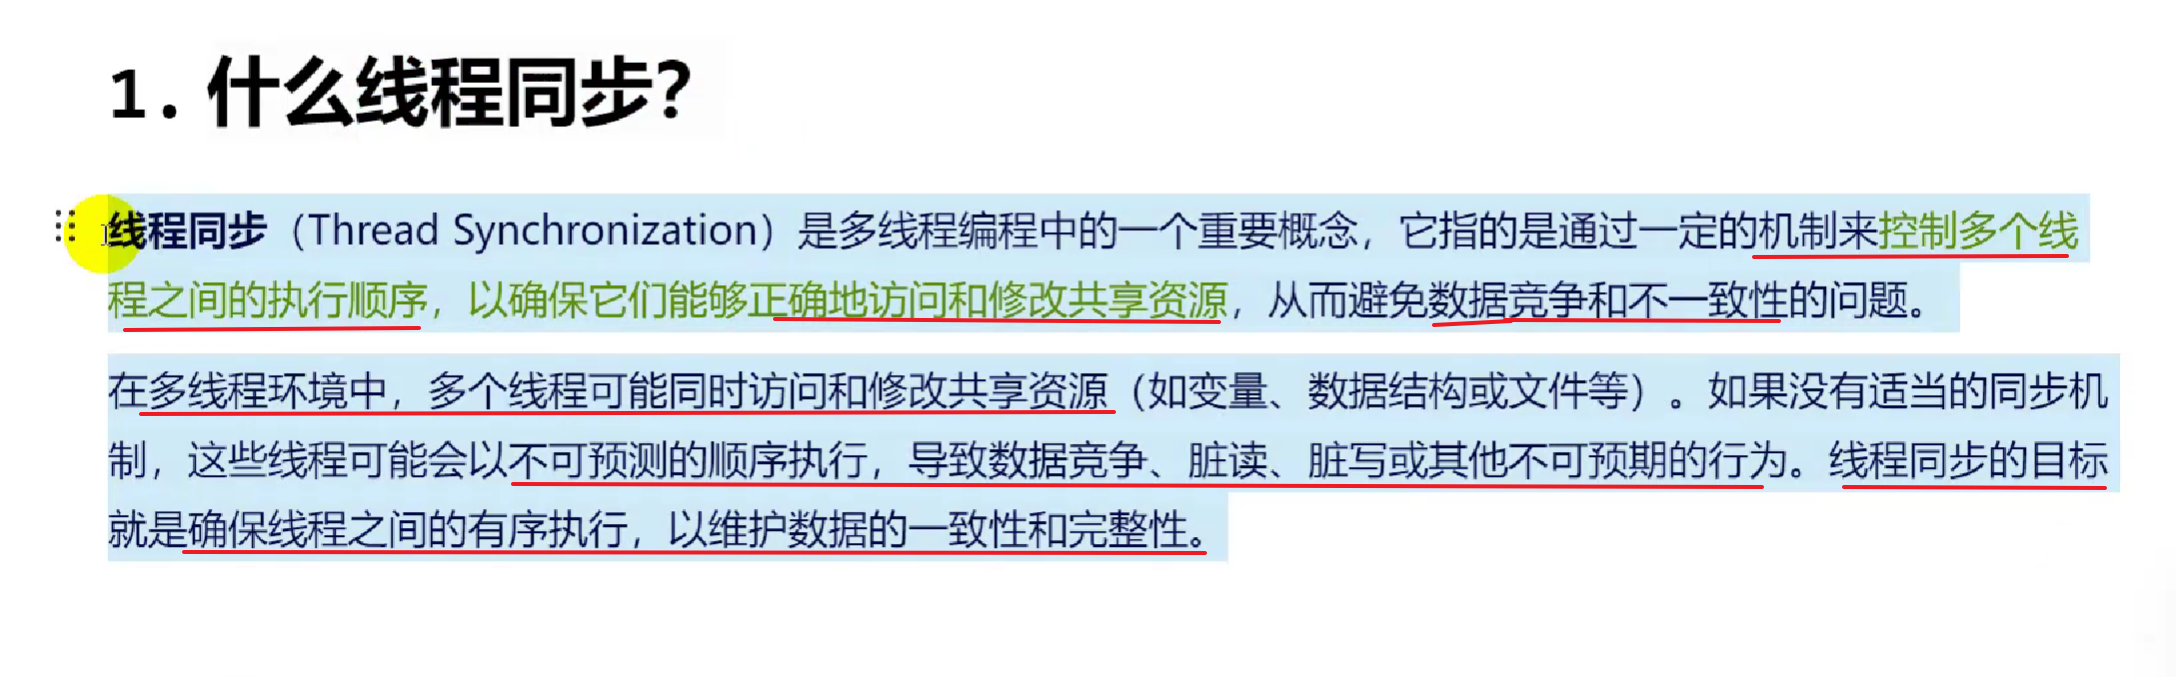 1. 什么线程同步？
线程同步（Thread Synchronization）是多线程编程中的一个重要概念，它指的是通过一定的机制来控制多个线
程之间的执行顺序，以确保它们能够正确地访问和修改共享资源，从而避免数据竞争和不一致性的问题。
在多线程环境中，多个线程可能同时访问和修改共享资源（如变量、数据结构或文件等）。如果没有适当的同步机
制，这些线程可能会以不可预测的顺序执行，导致数据竞争、脏读、脏写或其他不可预期的行为。线程同步的目标
就是确保线程之间的有序执行，以维护数据的一致性和完整性。